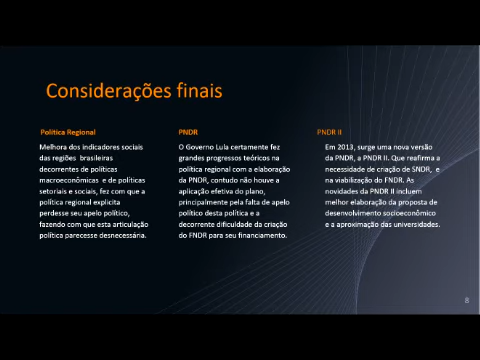 Considerações finais
Política Regional
Melhora dos indicadores sociais
das regiões brasileiras
decorrentes de políticas
macroeconômicas e de políticas
setoriais e sociais, fez com que a
política regional explicita
perdesse seu apelo político,
fazendo com que esta articulação
política parecesse desnecessária.
PNDR
O Governo Lula certamente fez
grandes progressos teóricos na
política regional com a elaboração
da PNDR, contudo não houve a
aplicação efetiva do plano,
principalmente pela falta de apelo
político desta política e a
decorrente dificuldade da criação
do FNDR para seu financiamento.
PNDR II
Em 2013, surge uma nova versão
da PNDR, a PNDR II. Que reafirma a
necessidade de criação de SNDR, e
na viabilização do FNDR. As
novidades da PNDR II incluem
melhor elaboração da proposta de
desenvolvimento socioeconômico
e a aproximação das universidades.
8